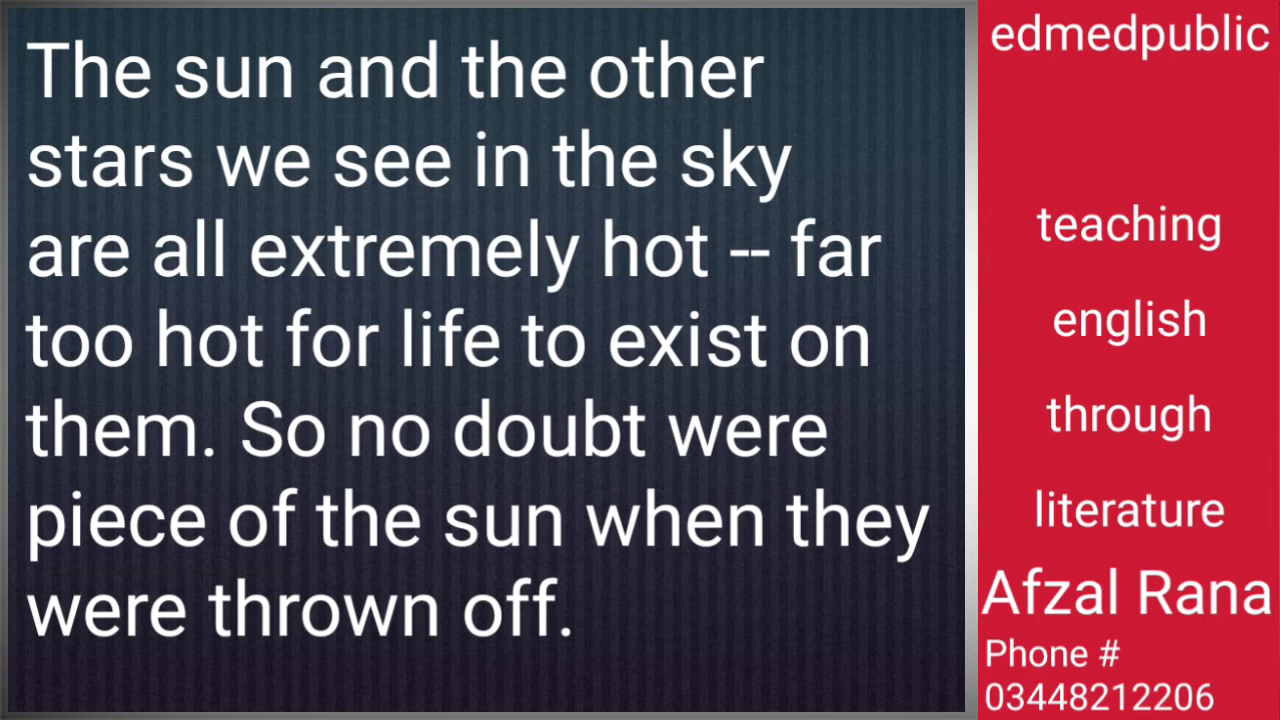 The sun and the other
stars we see in the sky
are all extremely hot -- far
too hot for life to exist on
them. So no doubt were
piece of the sun when they
were thrown off.
edmedpublic
teaching
english
through
literature
Afzal Rana
Phone #
03448212206